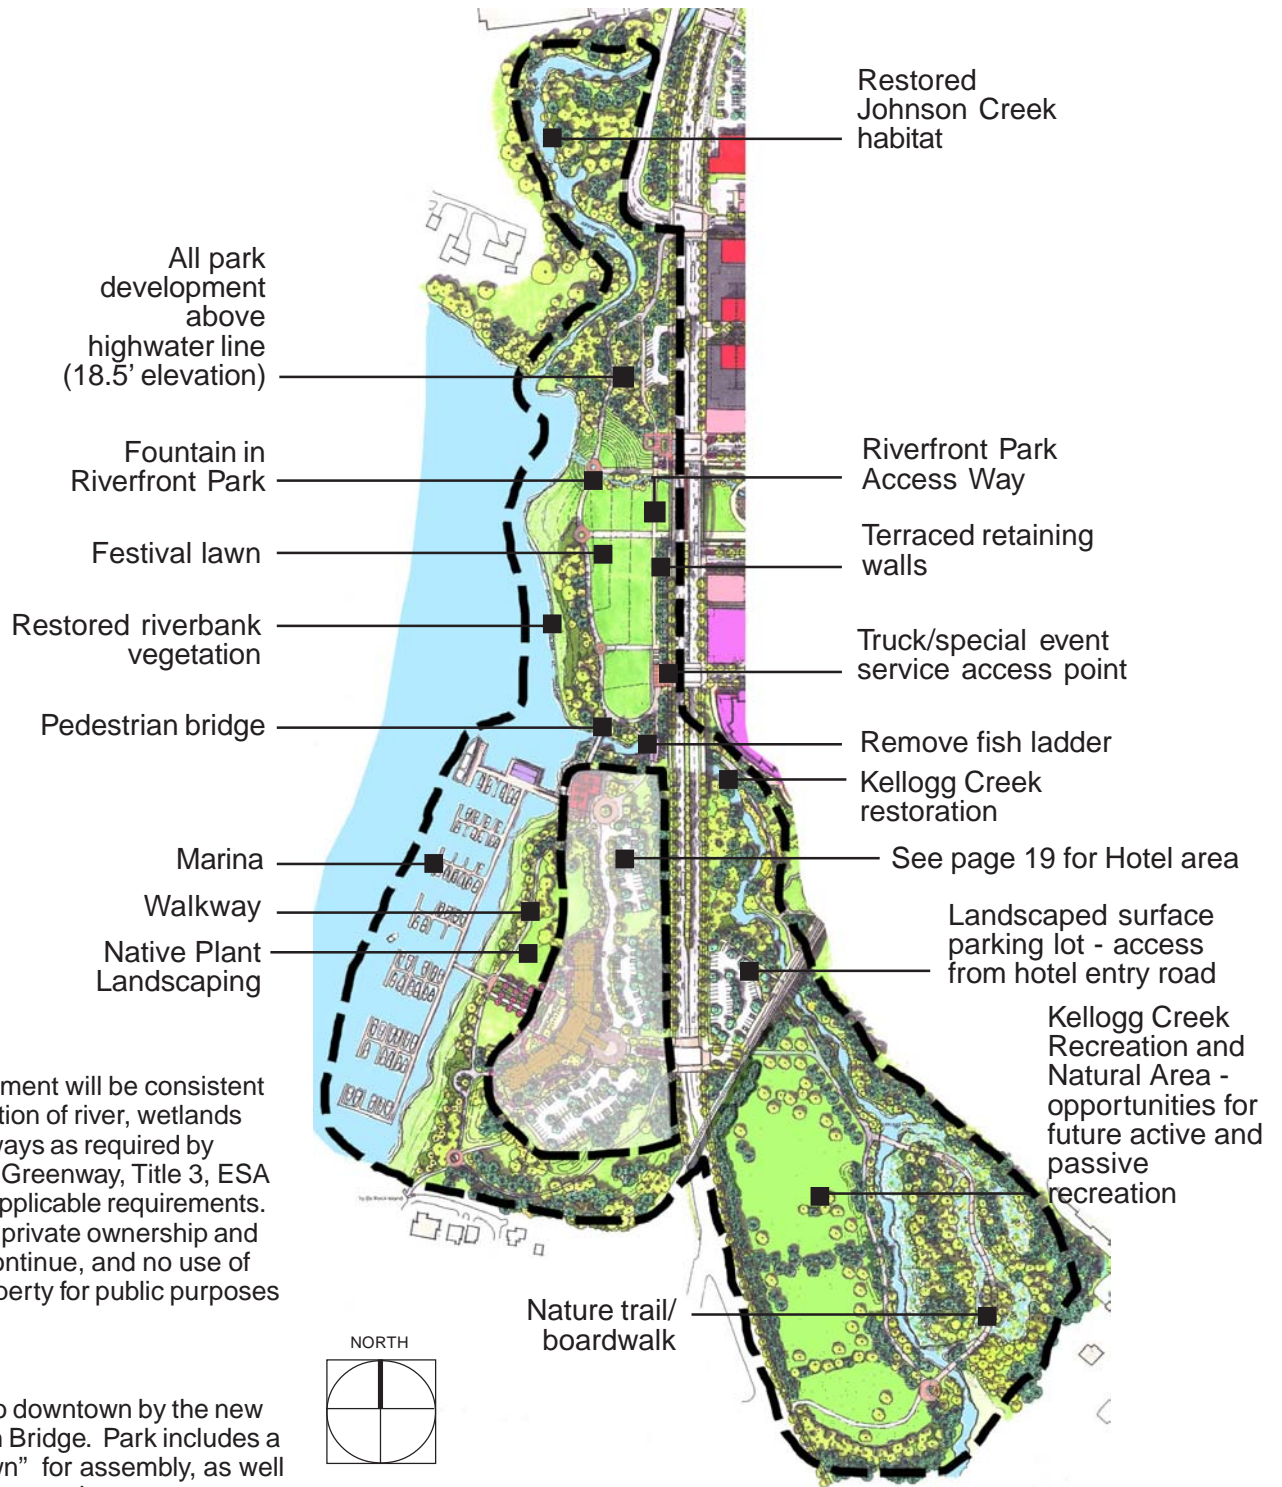 Restored
Johnson Creek
habitat
All park
development
above
highwater line
(18.5’ elevation)
Fountain in
Riverfront Park
Riverfront Park
Access Way
Festival lawn
Terraced retaining
walls
Restored riverbank
vegetation
Truck/special event
service access point
Pedestrian bridge
Remove fish ladder
Kellogg Creek
restoration
Marina
See page 19 for Hotel area
Walkway
Landscaped surface
parking lot - access
from hotel entry road
Native Plant
Landscaping
Kellogg Creek
Recreation and
Natural Area -
opportunities for
future active and
passive
recreation
ment will be consistent
tion of river, wetlands
ways as required by
Greenway, Title 3, ESA
applicable requirements.
private ownership and
ontinue, and no use of
perty for public purposes
Nature trail/
boardwalk
NORTH
o downtown by the new
n Bridge. Park includes a
wn” for assembly, as well